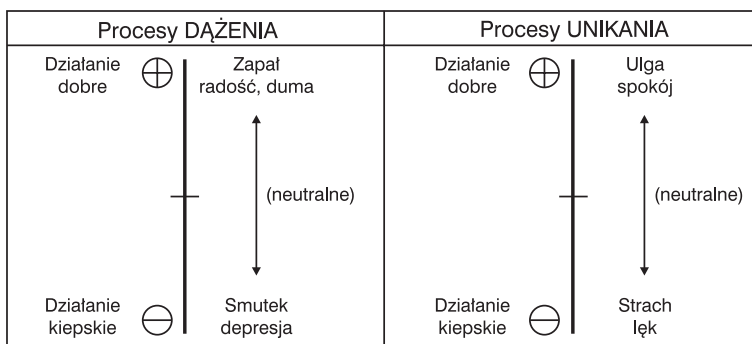 Procesy DĄŻENIA
Działanie
dobre
Zapał
radość, duma
(neutralne)
Działanie
kiepskie
Smutek
depresja
Procesy UNIKANIA
Działanie
dobre
Ulga
spokój
(neutralne)
Działanie
kiepskie
Strach
lęk